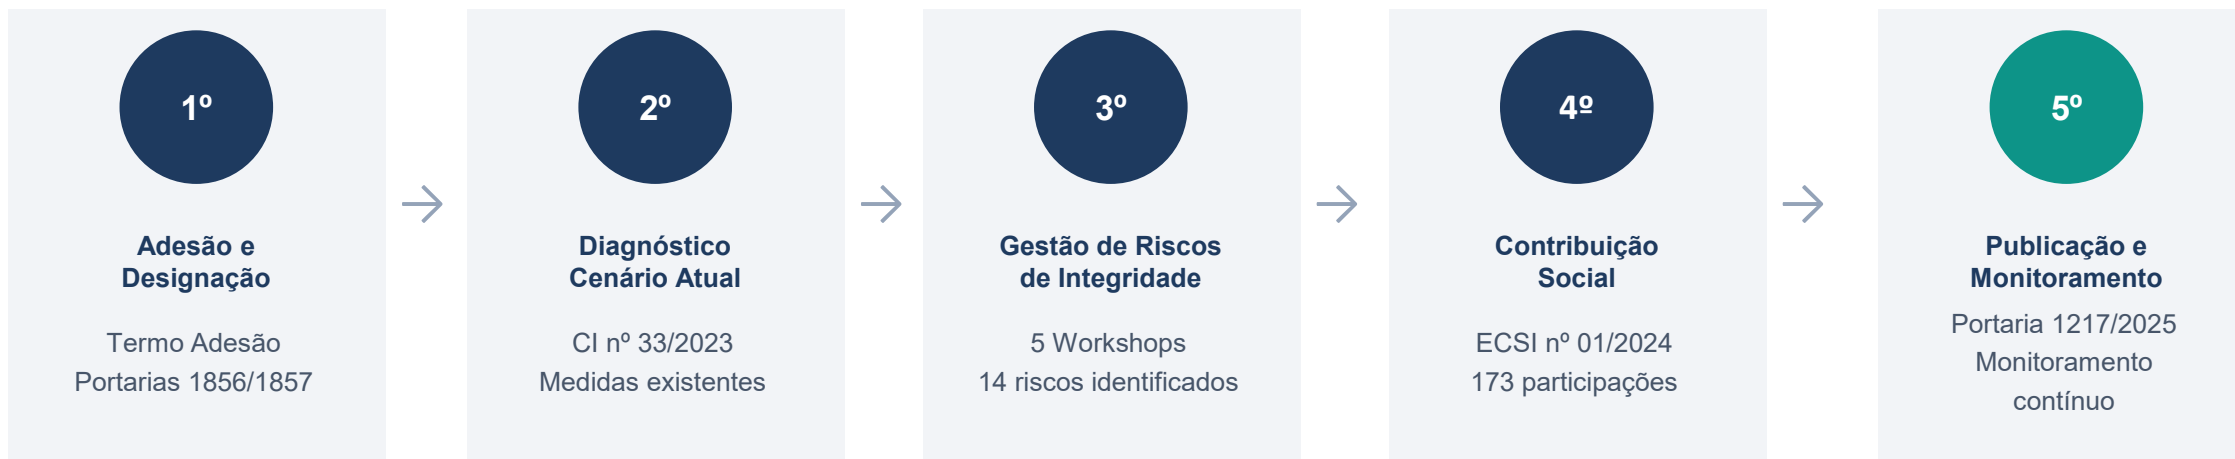 1º
Adesão e
Designação
Termo Adesão
Portarias 1856/1857
2º
Diagnóstico
Cenário Atual
CI nº 33/2023
Medidas existentes
3º
Gestão de Riscos
de Integridade
5 Workshops
14 riscos identificados
4º
Contribuição
Social
ECSI nº 01/2024
173 participações
5º
Publicação e
Monitoramento
Portaria 1217/2025
Monitoramento
contínuo